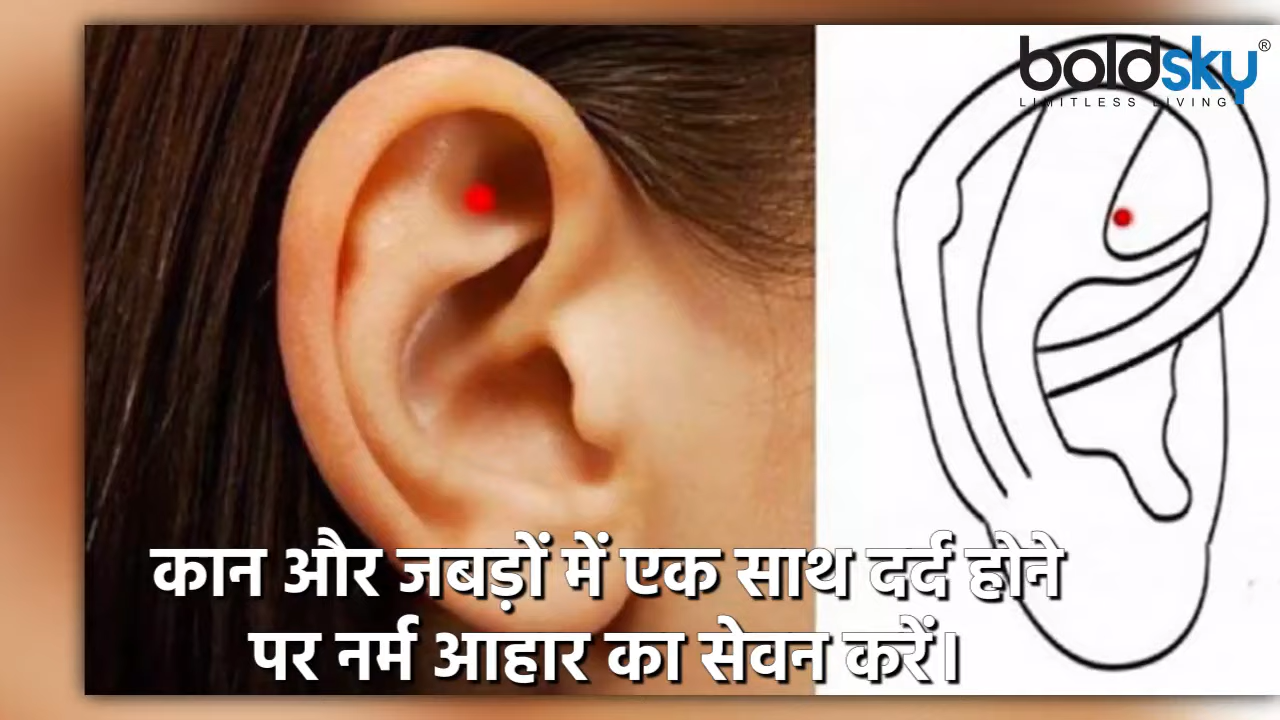 boldsky®
LIMITLESS LIVING
कान और जबड़ों में एक साथ दर्द होने
पर नर्म आहार का सेवन करें।